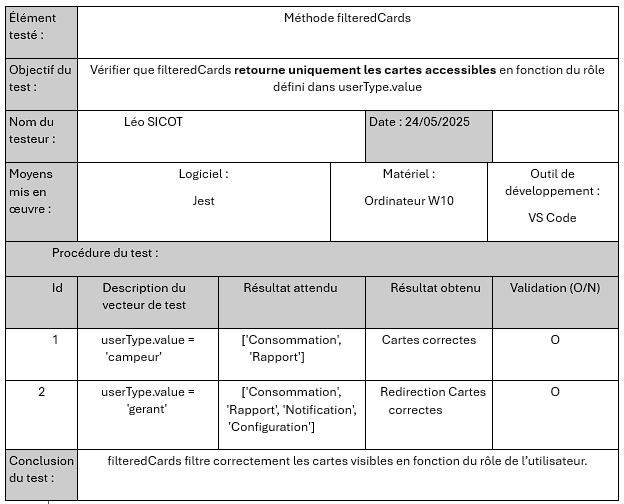 Élément
testé :
Méthode filteredCards
Objectif du
test :
Vérifier que filteredCards retourne uniquement les cartes accessibles en fonction du rôle
défini dans userType.value
Nom du
testeur :
Léo SICOT
Date : 24/05/2025
Moyens
mis en
œuvre :
Logiciel :
Jest
Matériel :
Ordinateur W10
Outil de
développement :
VS Code
Procédure du test :
Id
Description du
vecteur de test
Résultat attendu
Résultat obtenu
Validation (O/N)
1
userType.value =
'campeur'
['Consommation',
'Rapport']
Cartes correctes
O
2
userType.value =
'gerant'
['Consommation',
'Rapport', 'Notification',
'Configuration']
Redirection Cartes
correctes
O
Conclusion
du test :
filteredCards filtre correctement les cartes visibles en fonction du rôle de l'utilisateur.